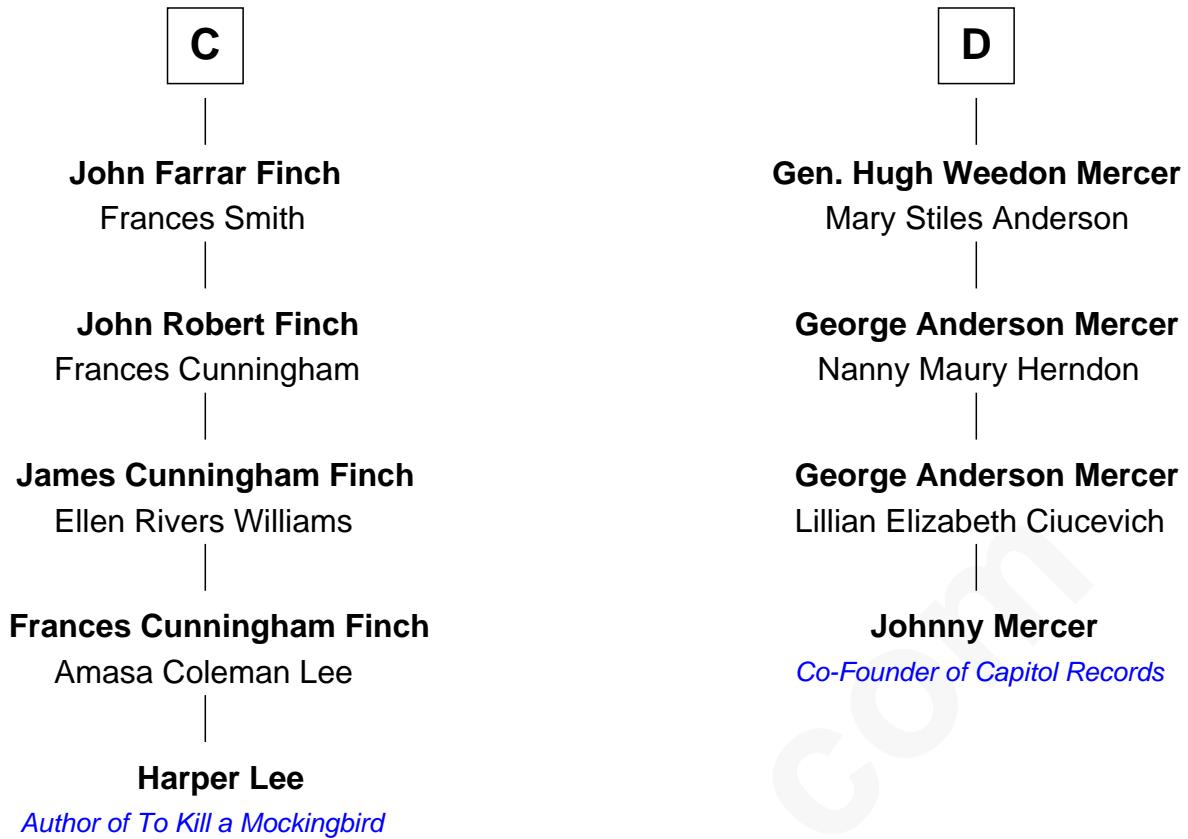 C
John Farrar Finch
Frances Smith
John Robert Finch
Frances Cunningham
James Cunningham Finch
Ellen Rivers Williams
Frances Cunningham Finch
Amasa Coleman Lee
Harper Lee
Author of To Kill a Mockingbird
D
Gen. Hugh Weedon Mercer
Mary Stiles Anderson
George Anderson Mercer
Nanny Maury Herndon
George Anderson Mercer
Lillian Elizabeth Ciucevich
Johnny Mercer
Co-Founder of Capitol Records
com